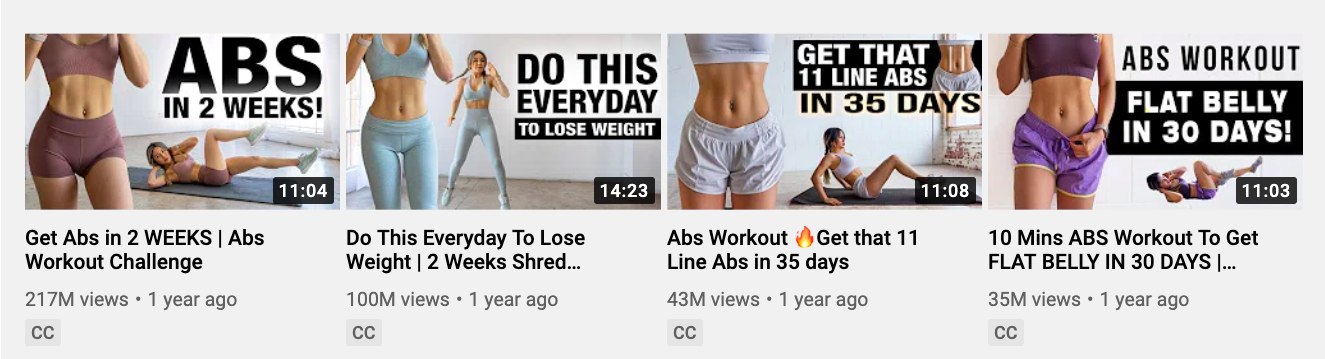 ABS
IN 2 WEEKS!
11:04
DO THIS
EVERYDAY
TO LOSE WEIGHT
14:23
GET THAT
11 LINE ABS
IN 35 DAYS
11:08
ABS WORKOUT
FLAT BELLY
IN 30 DAYS!
11:03
Get Abs in 2 WEEKS | Abs
Workout Challenge
217M views • 1 year ago
CC
Do This Everyday To Lose
Weight | 2 Weeks Shred...
100M views • 1 year ago
CC
Abs Workout 🔥Get that 11
Line Abs in 35 days
43M views • 1 year ago
CC
10 Mins ABS Workout To Get
FLAT BELLY IN 30 DAYS |...
35M views • 1 year ago
CC